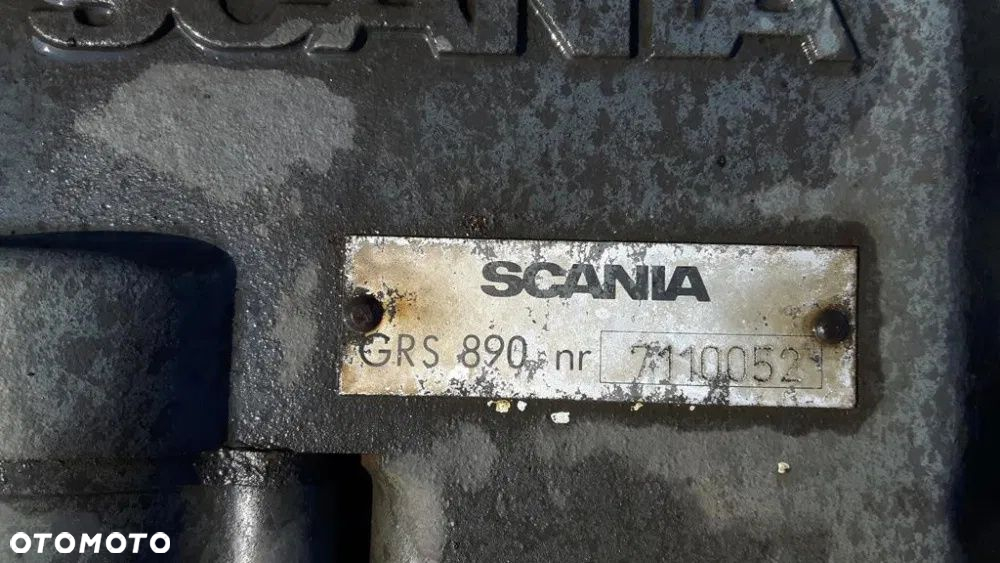 SCANIA
SCANIA
GRS 890 nr 7110052
OTOMOTO